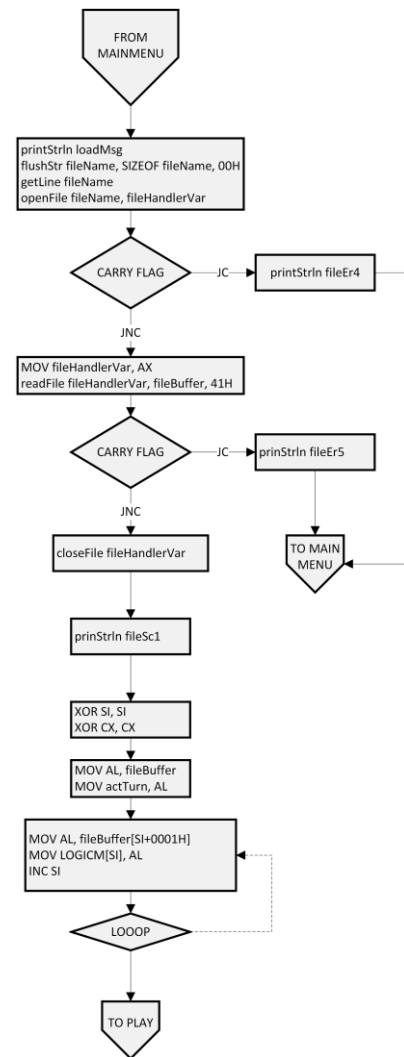 FROM
MAINMENU
printStrln loadMsg
flushStr fileName, SIZEOF fileName, 00H
getLine fileName
openFile fileName, fileHandlerVar
CARRY FLAG
JC
printStrln fileEr4
JNC
MOV fileHandlerVar, AX
readFile fileHandlerVar, fileBuffer, 41H
CARRY FLAG
JC
prinStrln fileEr5
JNC
TO MAIN
MENU
closeFile fileHandlerVar
prinStrln fileSc1
XOR SI, SI
XOR CX, CX
MOV AL, fileBuffer
MOV actTurn, AL
MOV AL, fileBuffer[SI+0001H]
MOV LOGICM[SI], AL
INC SI
LOOOP
TO PLAY